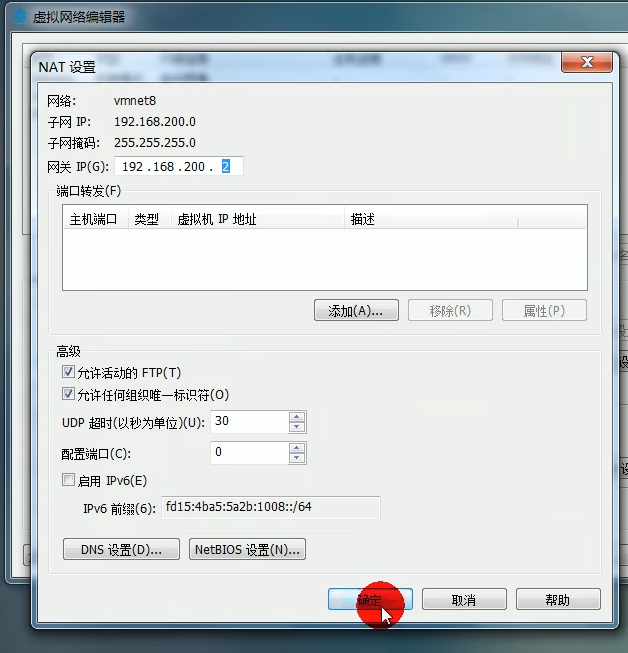 虚拟网络编辑器
NAT 设置
网络: vmnet8
子网 IP: 192.168.200.0
子网掩码: 255.255.255.0
网关 IP(G): 192 . 168 . 200 . 2
端口转发(F)
主机端口 类型 虚拟机 IP 地址 描述
添加(A)... 移除(R) 属性(P)
高级
允许活动的 FTP(T)
允许任何组织唯一标识符(O)
UDP 超时(以秒为单位)(U): 30
配置端口(C): 0
启用 IPv6(E)
IPv6 前缀(6): fd15:4ba5:5a2b:1008::/64
DNS 设置(D)... NetBIOS 设置(N)...
确定 取消 帮助